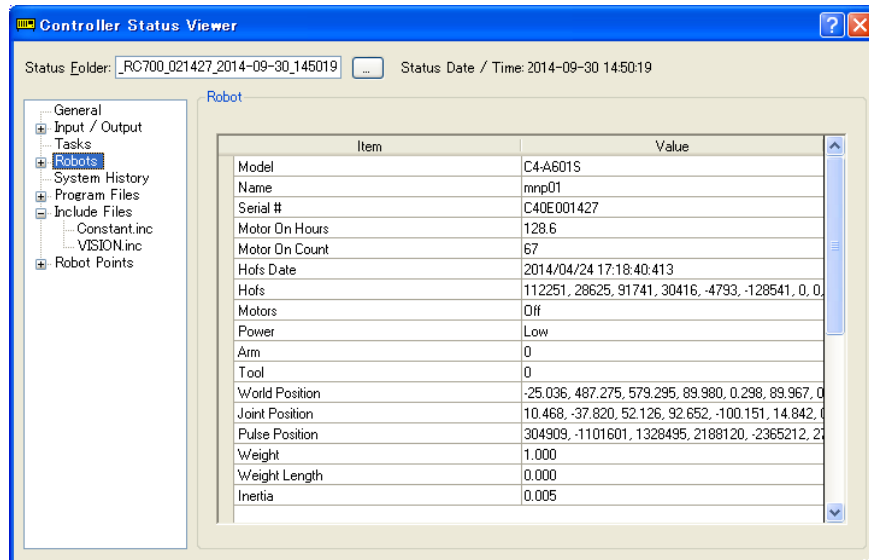 Controller Status Viewer
Status Folder: _RC700_021427_2014-09-30_145019 ... Status Date / Time: 2014-09-30 14:50:19
General
Input / Output
Tasks
Robots
System History
Program Files
Include Files
Constant.inc
VISION.inc
Robot Points
Robot
Item Value
Model C4-A601S
Name mnp01
Serial # C40E001427
Motor On Hours 128.6
Motor On Count 67
Hofs Date 2014/04/24 17:18:40:413
Hofs 112251, 28625, 91741, 30416, -4793, -128541, 0, 0,
Motors Off
Power Low
Arm 0
Tool 0
World Position -25.036, 487.275, 579.295, 89.980, 0.298, 89.967, 0
Joint Position 10.468, -37.820, 52.126, 92.652, -100.151, 14.842,
Pulse Position 304909, -1101601, 1328495, 2188120, -2365212,
Weight 1.000
Weight Length 0.000
Inertia 0.005